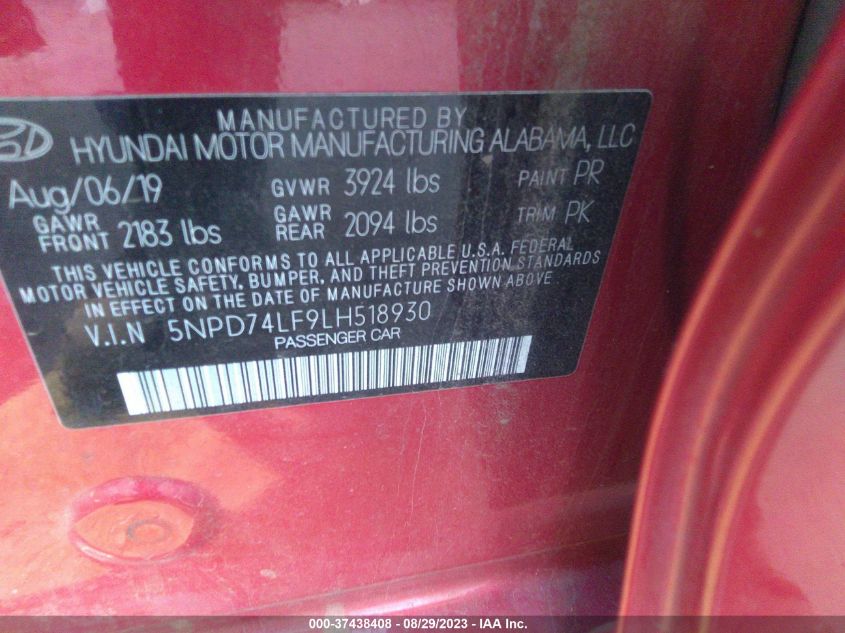 MANUFACTURED BY
HYUNDAI MOTOR MANUFACTURING ALABAMA, LLC
Aug/06/19 GVWR 3924 lbs PAINT PR
GAWR FRONT 2183 lbs GAWR REAR 2094 lbs TRIM PK
THIS VEHICLE CONFORMS TO ALL APPLICABLE U.S.A. FEDERAL
MOTOR VEHICLE SAFETY, BUMPER, AND THEFT PREVENTION STANDARDS
IN EFFECT ON THE DATE OF MANUFACTURE SHOWN ABOVE
V.I.N 5NPD74LF9LH518930
PASSENGER CAR
000-37438408 - 08/29/2023 - IAA Inc.